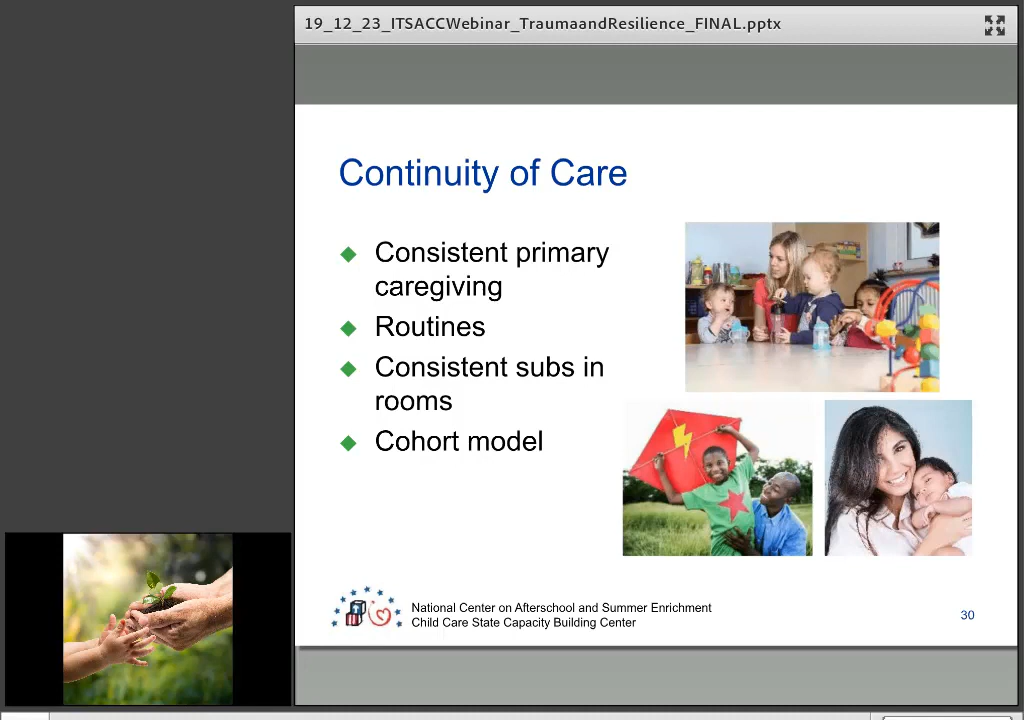 19_12_23_ITSACCWebinar_TraumaandResilience_FINAL.pptx
Continuity of Care
Consistent primary
caregiving
Routines
Consistent subs in
rooms
Cohort model
National Center on Afterschool and Summer Enrichment
Child Care State Capacity Building Center
30